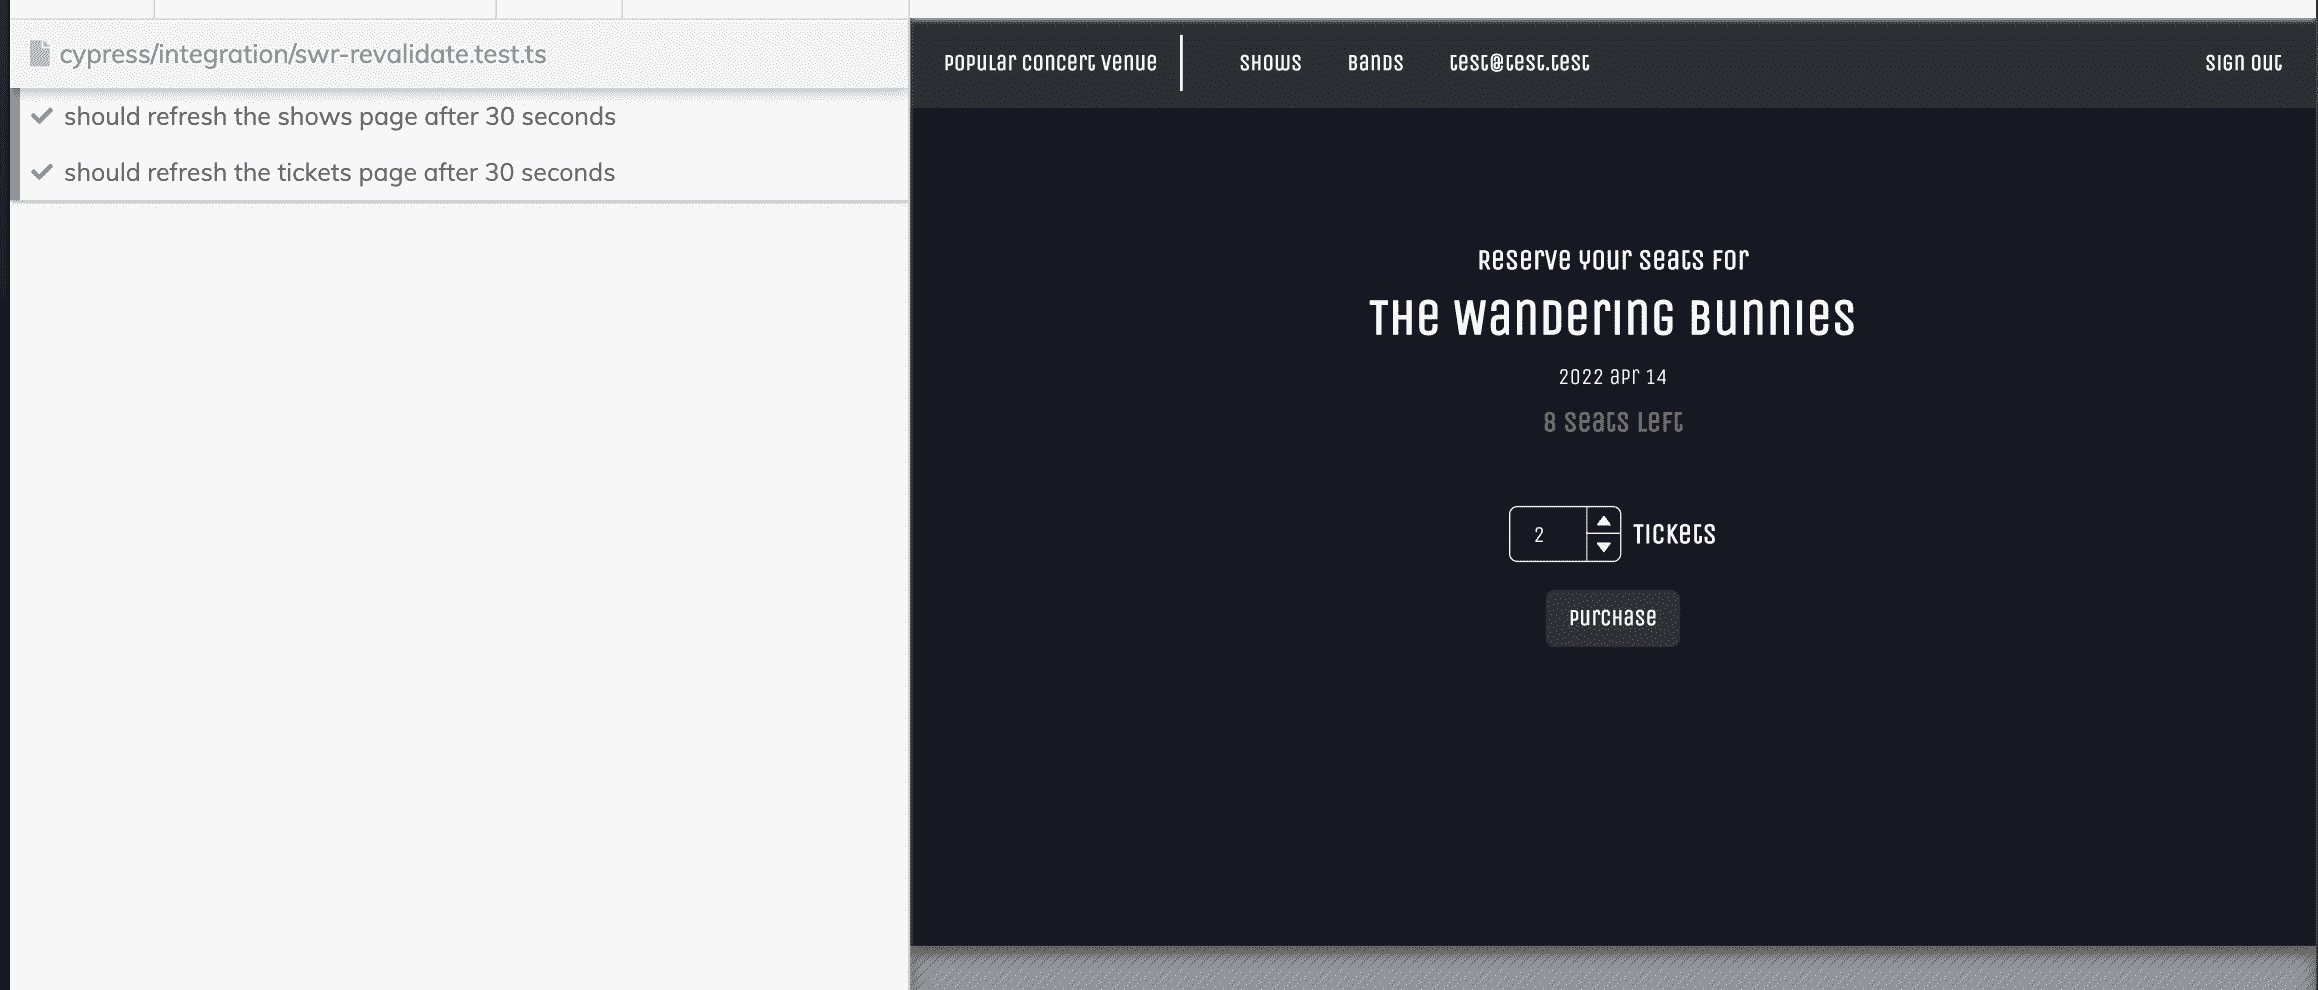 cypress/integration/swr-revalidate.test.ts
should refresh the shows page after 30 seconds
should refresh the tickets page after 30 seconds
Popular Concert Venue
Shows
Bands
test@test.test
Sign out
Reserve your seats for
The Wandering Bunnies
2022 apr 14
8 seats left
2
tickets
purchase